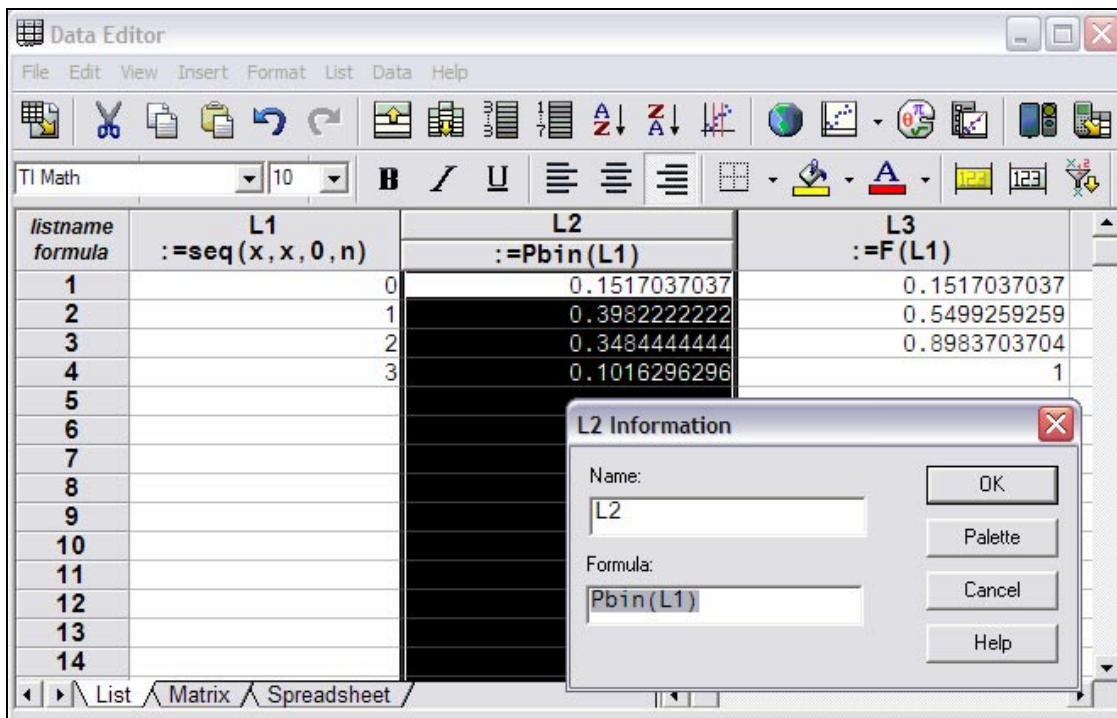 Data Editor
File Edit View Insert Format List Data Help
TI Math 10 B I U A
listname L1 L2 L3
formula :=seq(x,x,0,n) :=Pbin(L1) :=F(L1)
1 0 0.1517037037 0.1517037037
2 1 0.3982222222 0.5499259259
3 2 0.3484444444 0.8983703704
4 3 0.1016296296 1
5
6
7
8
9
10
11
12
13
14
L2 Information
Name:
L2
Formula:
Pbin(L1)
OK
Palette
Cancel
Help
List Matrix Spreadsheet